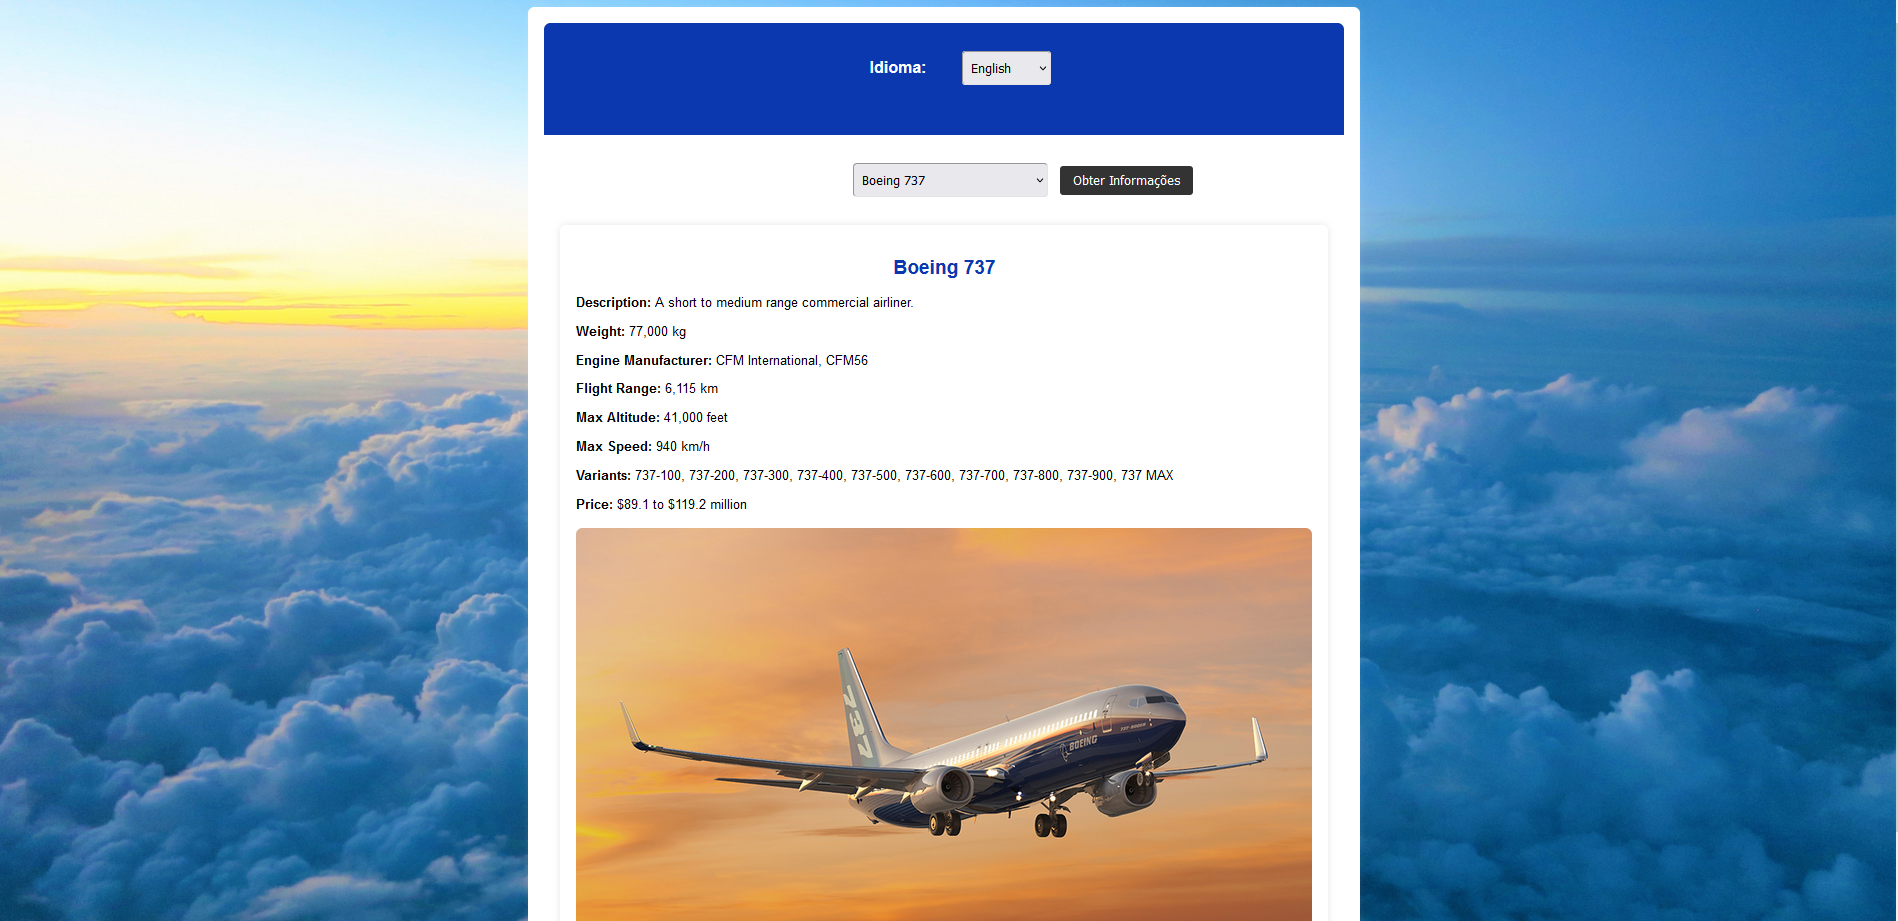 Idioma: English
Boeing 737 Obter Informações
Boeing 737
Description: A short to medium range commercial airliner.
Weight: 77,000 kg
Engine Manufacturer: CFM International, CFM56
Flight Range: 6,115 km
Max Altitude: 41,000 feet
Max Speed: 940 km/h
Variants: 737-100, 737-200, 737-300, 737-400, 737-500, 737-600, 737-700, 737-800, 737-900, 737 MAX
Price: $89.1 to $119.2 million
737
BOEING